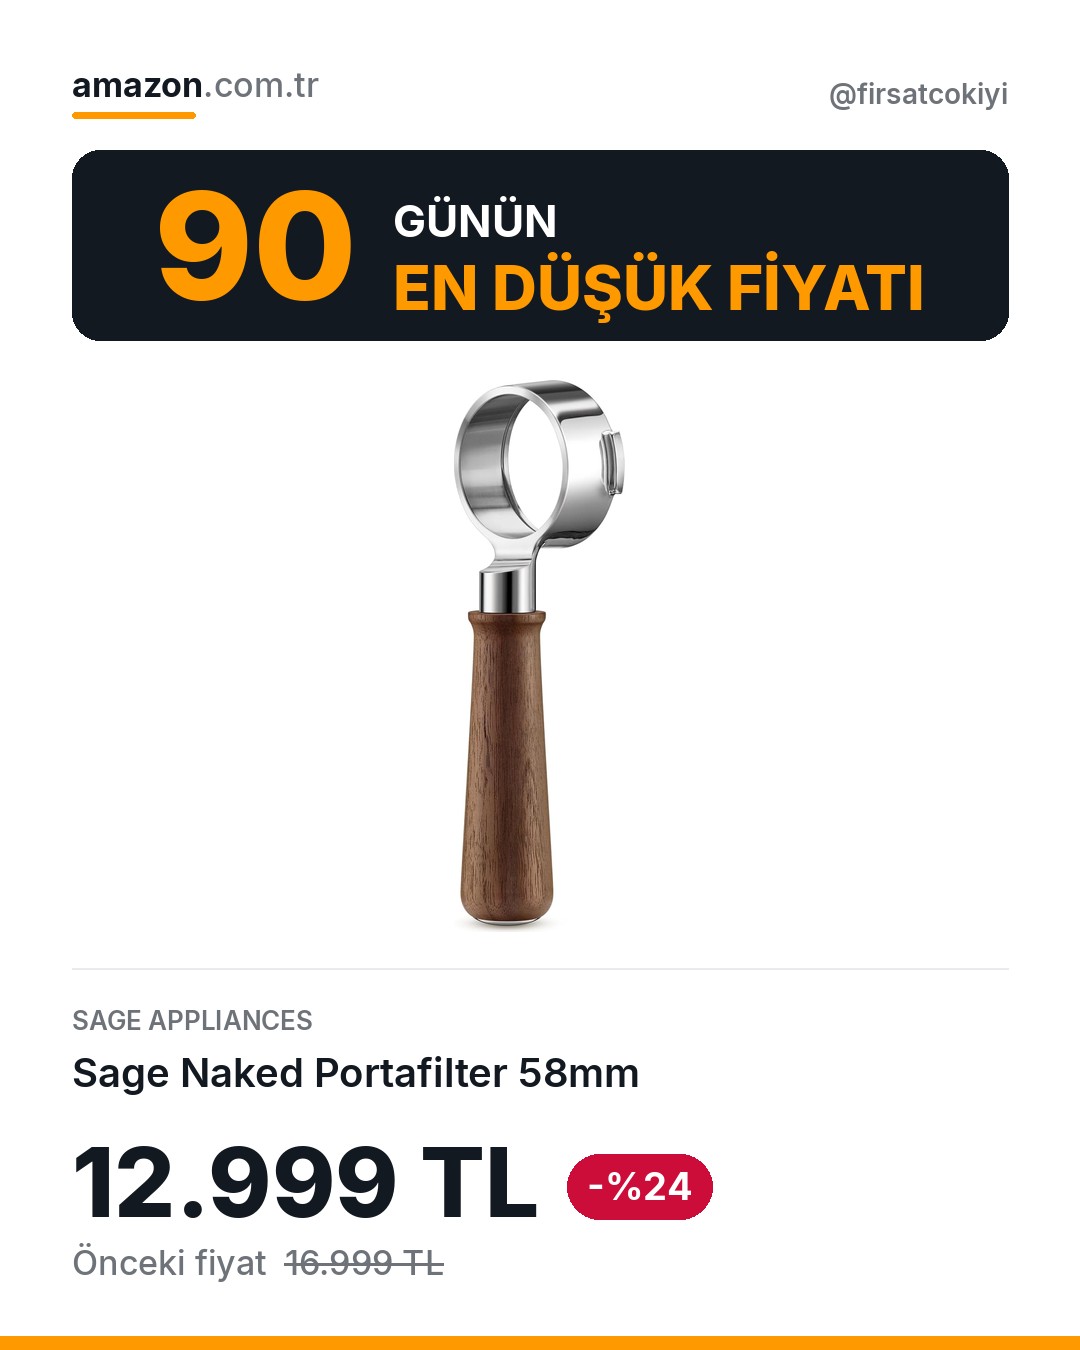 amazon.com.tr
@firsatcokiyi
90 GÜNÜN
EN DÜŞÜK FİYATI
SAGE APPLIANCES
Sage Naked Portafilter 58mm
12.999 TL -%24
Önceki fiyat 16.999 TL